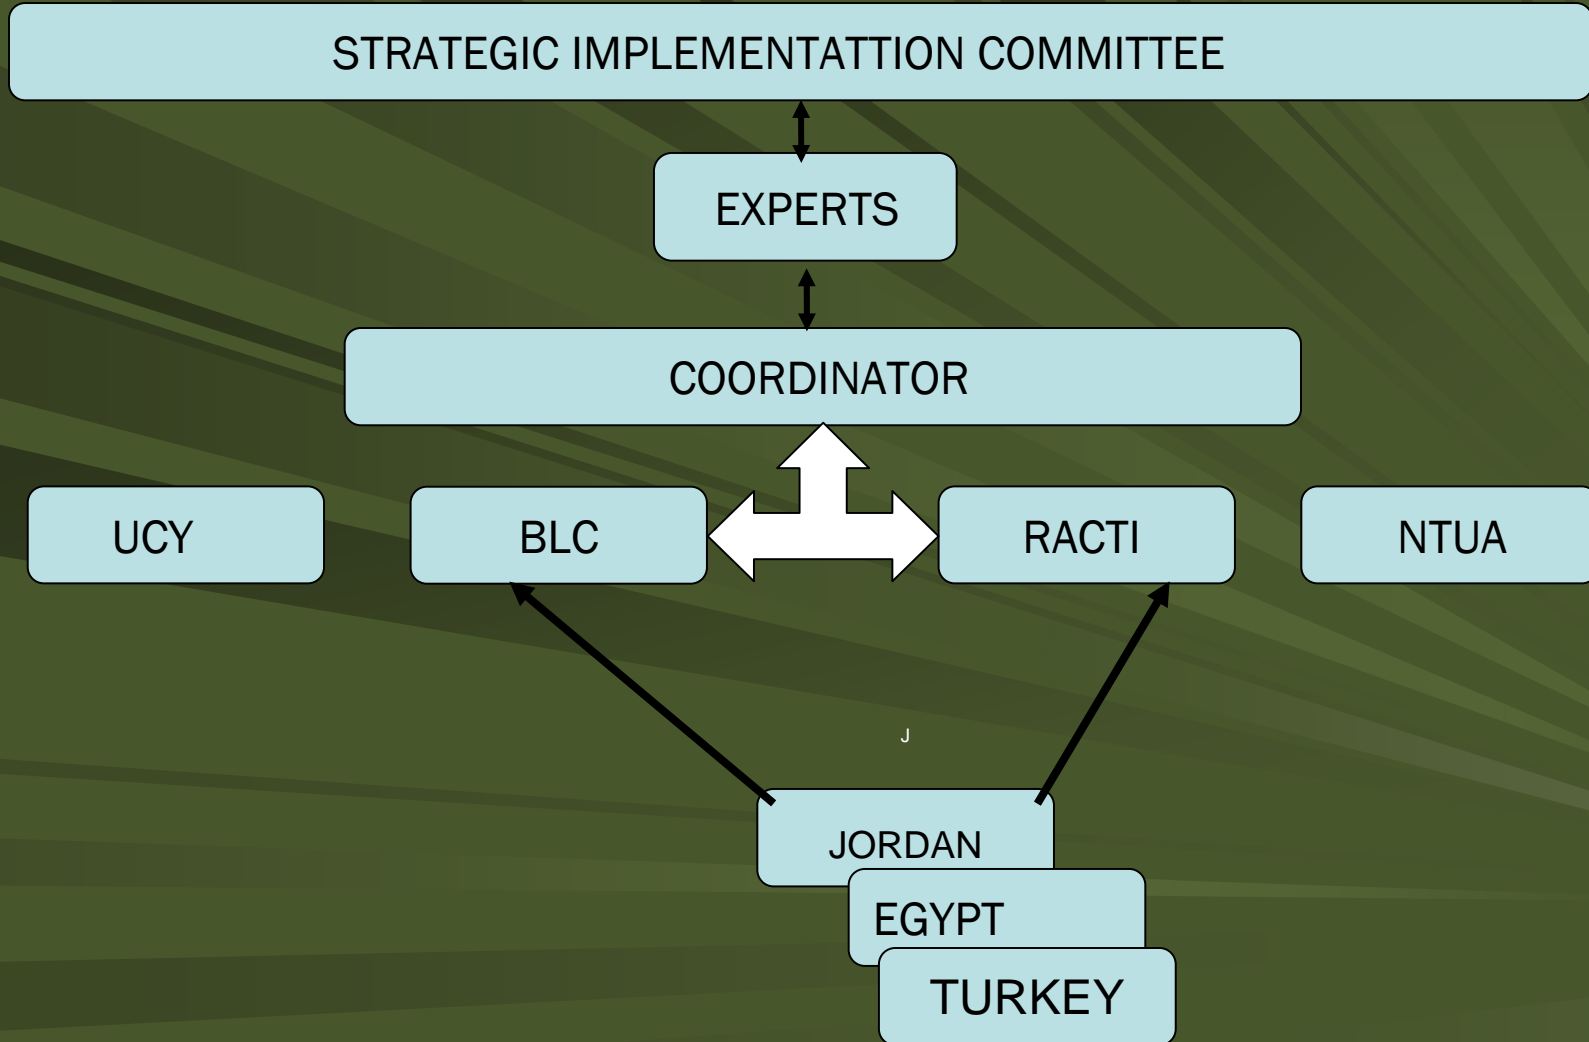 STRATEGIC IMPLEMENTATTION COMMITTEE
EXPERTS
COORDINATOR
UCY
BLC
RACTI
NTUA
J
JORDAN
EGYPT
TURKEY